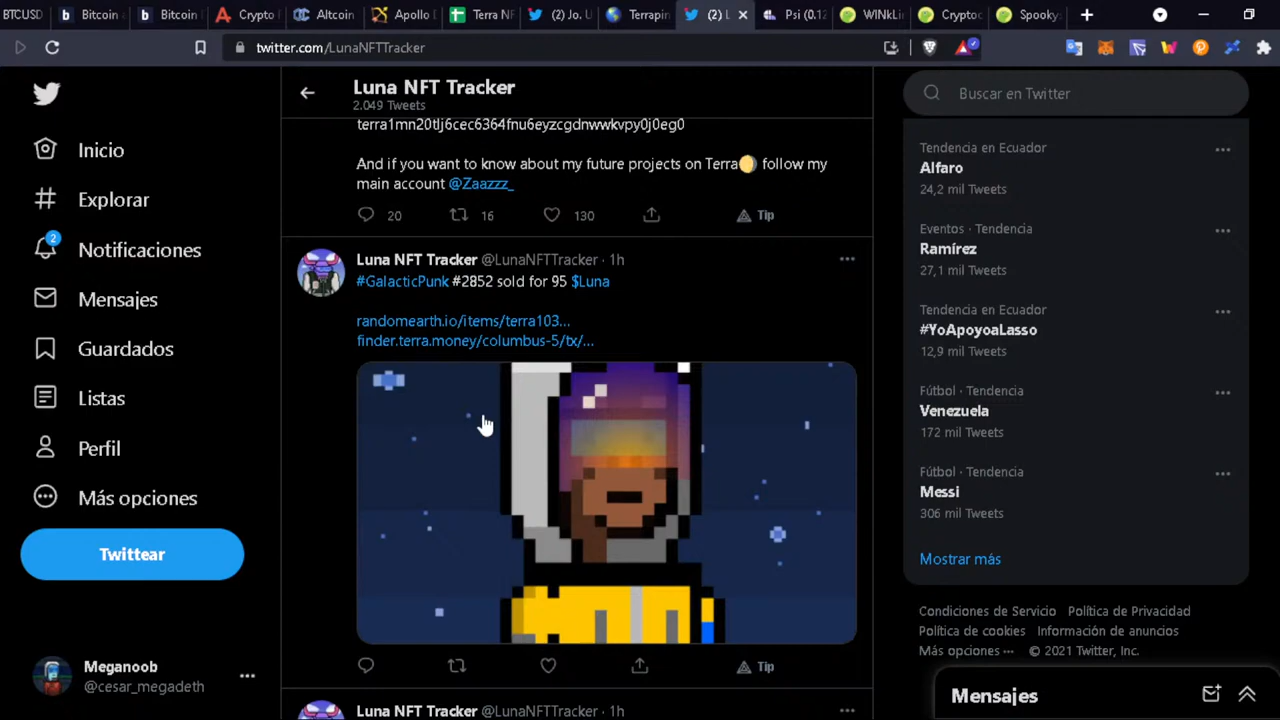 BTCUSD
Bitcoin
Bitcoin
Crypto
Altcoin
Apollo
Terra NF
(2) Jo. U
Terrapin
(2) L
Psi (0.12
WINkLi
Cryptoc
Spooky
twitter.com/LunaNFTTracker
Luna NFT Tracker
2.049 Tweets
Buscar en Twitter
Inicio
Explorar
2
Notificaciones
Mensajes
Guardados
Listas
Perfil
Más opciones
Twittear
Meganoob
@cesar_megadeth
And if you want to know about my future projects on Terra follow my
main account @Zaazzz_
20
16
130
Tip
Luna NFT Tracker @LunaNFTTracker · 1h
#GalacticPunk #2852 sold for 95 $Luna
randomearth.io/items/terra103…
finder.terra.money/columbus-5/tx/…
Tip
Luna NFT Tracker @LunaNFTTracker · 1h
Tendencia en Ecuador
Alfaro
24,2 mil Tweets
Eventos · Tendencia
Ramírez
27,1 mil Tweets
Tendencia en Ecuador
#YoApoyoaLasso
12,9 mil Tweets
Fútbol · Tendencia
Venezuela
172 mil Tweets
Fútbol · Tendencia
Messi
306 mil Tweets
Mostrar más
Condiciones de Servicio Política de Privacidad
Política de cookies Información de anuncios
Más opciones ··· © 2021 Twitter, Inc.
Mensajes